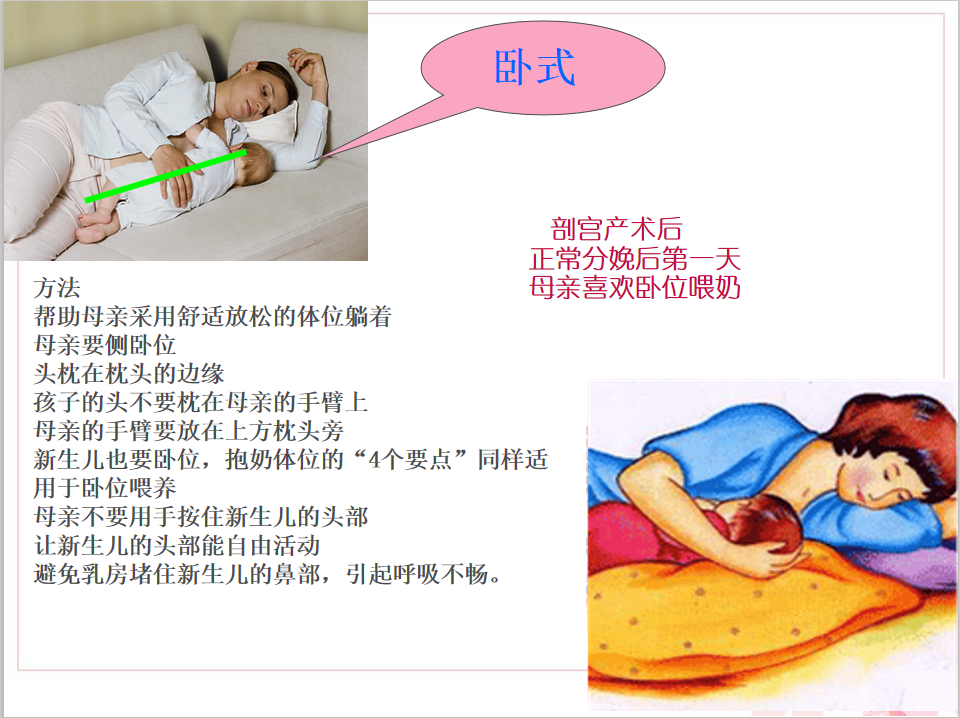 卧式
剖宫产术后
正常分娩后第一天
母亲喜欢卧位喂奶
方法
帮助母亲采用舒适放松的体位躺着
母亲要侧卧位
头枕在枕头的边缘
孩子的头不要枕在母亲的手臂上
母亲的手臂要放在上方枕头旁
新生儿也要卧位，抱奶体位的“4个要点”同样适
用于卧位喂养
母亲不要用手按住新生儿的头部
让新生儿的头部能自由活动
避免乳房堵住新生儿的鼻部，引起呼吸不畅。